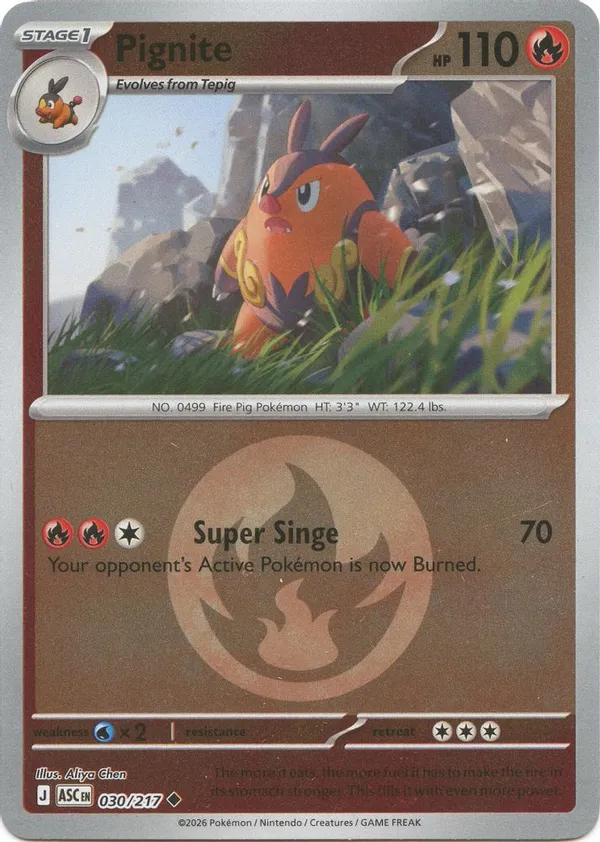 STAGE 1
Pignite
HP 110
Evolves from Tepig
NO. 0499 Fire Pig Pokémon HT: 3'3" WT: 122.4 lbs.
Super Singe 70
Your opponent's Active Pokémon is now Burned.
weakness ×2 resistance retreat
Illus. Aliya Chen
The more it eats, the more fuel it has to make the fire in
its stomach stronger. This fills it with even more power.
J ASC EN 030/217
©2026 Pokémon / Nintendo / Creatures / GAME FREAK